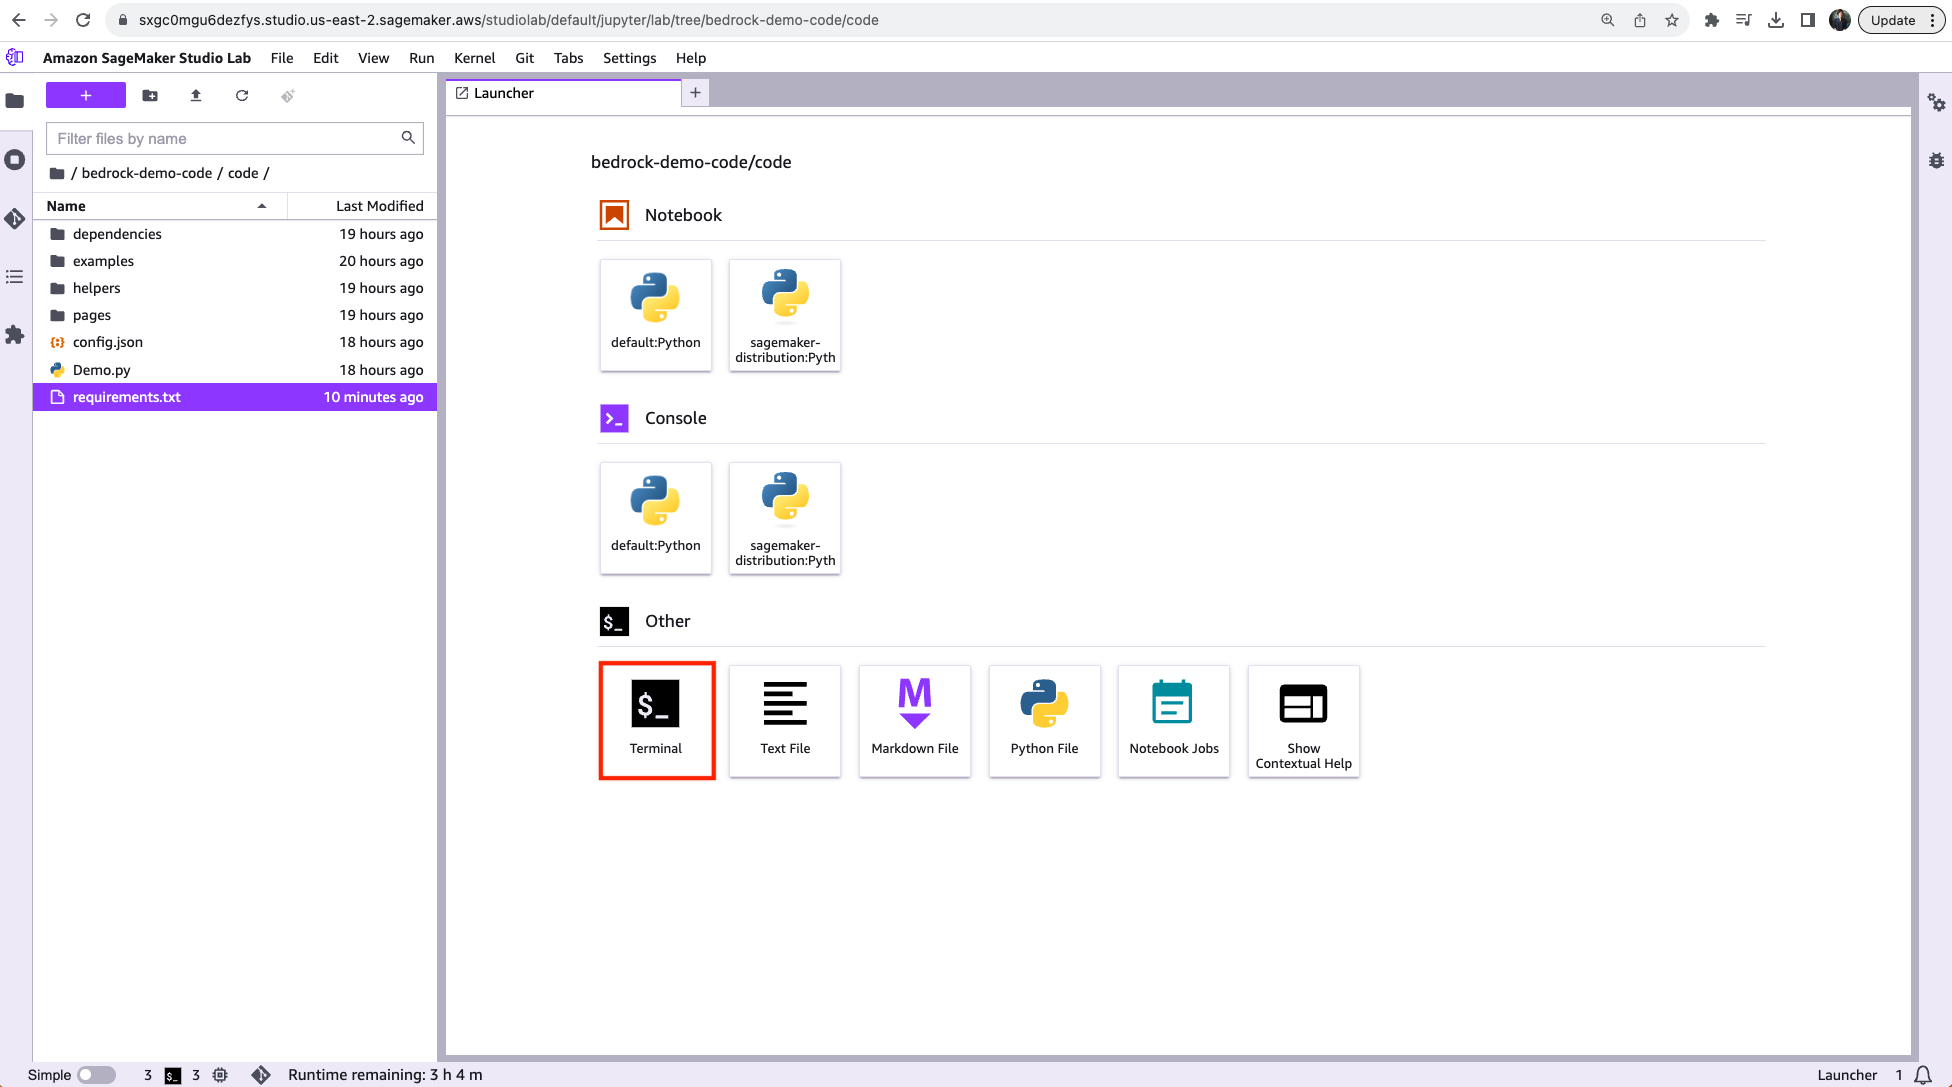 sxgc0mgu6dezfys.studio.us-east-2.sagemaker.aws/studiolab/default/jupyter/lab/tree/bedrock-demo-code/code
Update
Amazon SageMaker Studio Lab File Edit View Run Kernel Git Tabs Settings Help
+
Launcher
+
Filter files by name
/ bedrock-demo-code / code /
Name Last Modified
dependencies 19 hours ago
examples 20 hours ago
helpers 19 hours ago
pages 19 hours ago
config.json 18 hours ago
Demo.py 18 hours ago
requirements.txt 10 minutes ago
bedrock-demo-code/code
Notebook
default:Python
sagemaker-
distribution:Pyth
Console
default:Python
sagemaker-
distribution:Pyth
$_ Other
$_
Terminal
Text File
M
Markdown File
Python File
Notebook Jobs
Show
Contextual Help
Simple 3 $_ 3 Runtime remaining: 3 h 4 m
Launcher 1